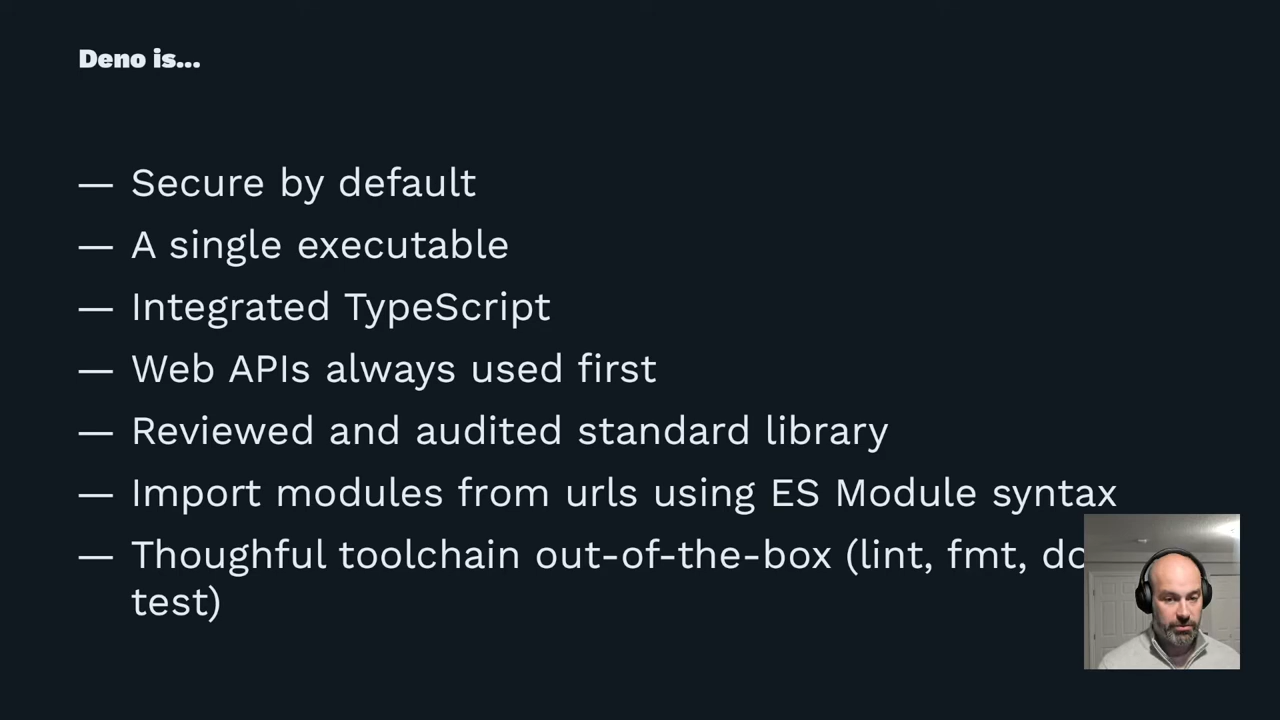 Deno is...
— Secure by default
— A single executable
— Integrated TypeScript
— Web APIs always used first
— Reviewed and audited standard library
— Import modules from urls using ES Module syntax
— Thoughful toolchain out-of-the-box (lint, fmt,
test)